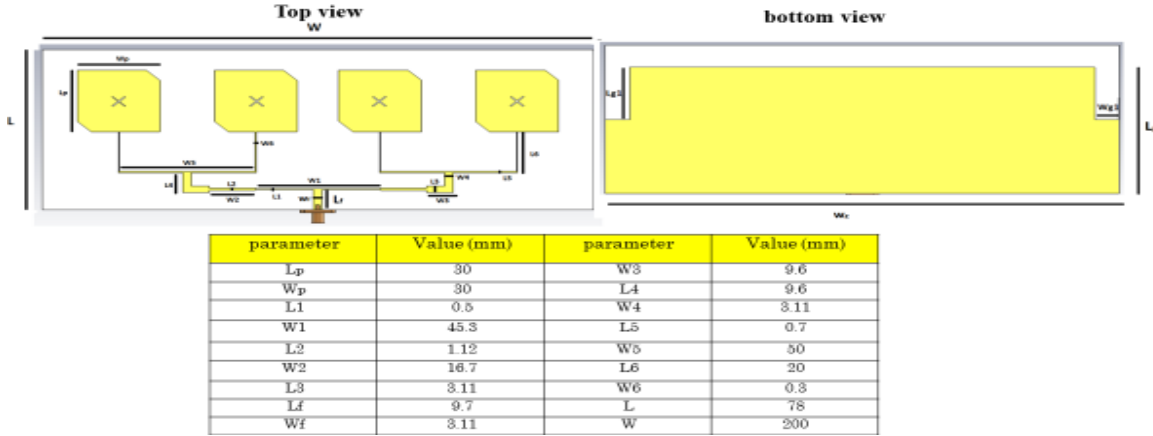 Top view
bottom view
W
Wp
Lp
L
W6
W5
L6
L4
L2
W2
L1
W1
Lf
L3
W4
W3
L5
Lg1
Wg1
parameter Value (mm) parameter Value (mm)
Lp 30 W3 9.6
Wp 30 L4 9.6
L1 0.5 W4 3.11
W1 45.3 L5 0.7
L2 1.12 W5 50
W2 16.7 L6 20
L3 3.11 W6 0.3
Lf 9.7 L 78
Wf 3.11 W 200